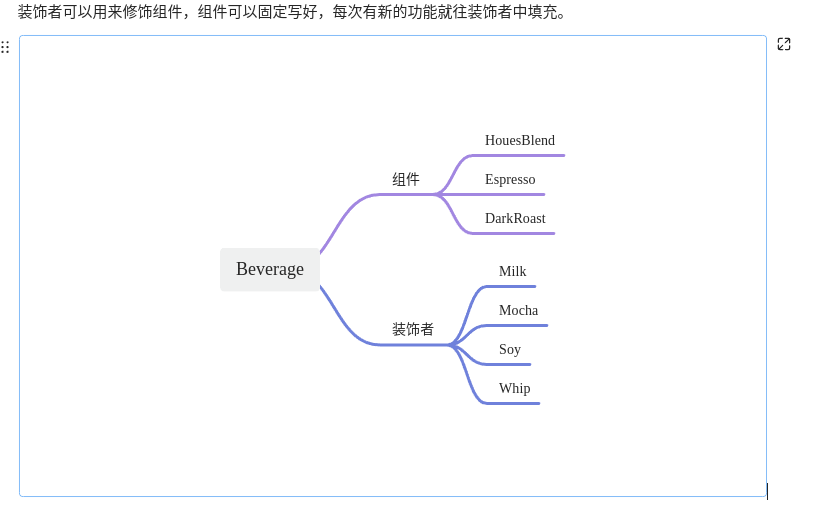 装饰者可以用来修饰组件，组件可以固定写好，每次有新的功能就往装饰者中填充。
HouesBlend
组件
Espresso
DarkRoast
Beverage
Milk
Mocha
装饰者
Soy
Whip